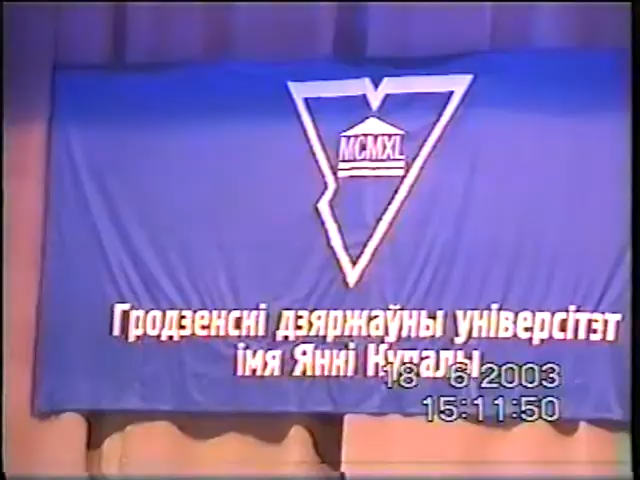 MCMXL
Гродзенскі дзяржаўны універсітэт
імя Янкі Купалы
18 6 2003
15:11:50